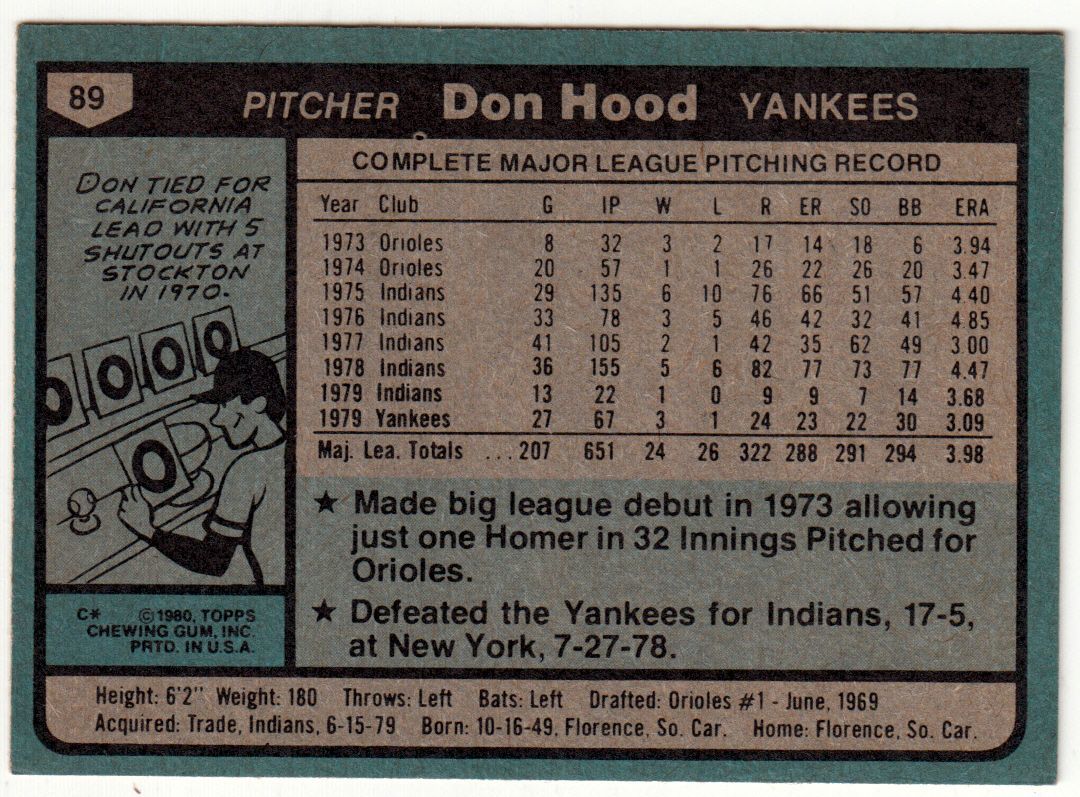 89 PITCHER Don Hood YANKEES
DON TIED FOR
CALIFORNIA
LEAD WITH 5
SHUTOUTS AT
STOCKTON
IN 1970.
0 0 0 0
0
C* ©1980, TOPPS
CHEWING GUM, INC.
PRTD. IN U.S.A.
COMPLETE MAJOR LEAGUE PITCHING RECORD
Year Club G IP W L R ER SO BB ERA
1973 Orioles 8 32 3 2 17 14 18 6 3.94
1974 Orioles 20 57 1 1 26 22 26 20 3.47
1975 Indians 29 135 6 10 76 66 51 57 4.40
1976 Indians 33 78 3 5 46 42 32 41 4.85
1977 Indians 41 105 2 1 42 35 62 49 3.00
1978 Indians 36 155 5 6 82 77 73 77 4.47
1979 Indians 13 22 1 0 9 9 7 14 3.68
1979 Yankees 27 67 3 1 24 23 22 30 3.09
Maj. Lea. Totals ... 207 651 24 26 322 288 291 294 3.98
★ Made big league debut in 1973 allowing
just one Homer in 32 Innings Pitched for
Orioles.
★ Defeated the Yankees for Indians, 17-5,
at New York, 7-27-78.
Height: 6'2" Weight: 180 Throws: Left Bats: Left Drafted: Orioles #1 - June, 1969
Acquired: Trade, Indians, 6-15-79 Born: 10-16-49, Florence, So. Car. Home: Florence, So. Car.